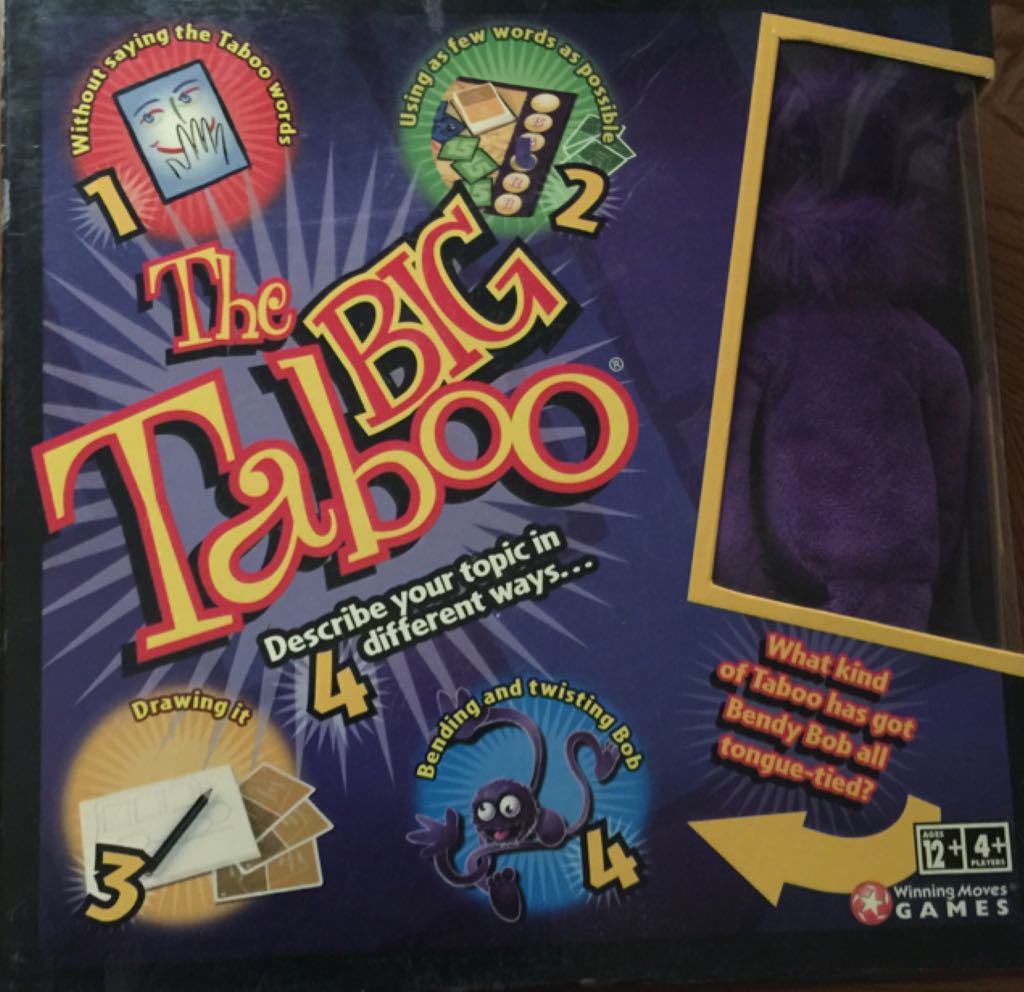 Without saying the Taboo words
1
Using as few words as possible
2
The
BIG
Taboo®
Describe your topic in
4 different ways...
Drawing it
3
Bending and twisting Bob
4
What kind
of Taboo has got
Bendy Bob all
tongue-tied?
AGES
12+
4+
PLAYERS
Winning Moves®
GAMES